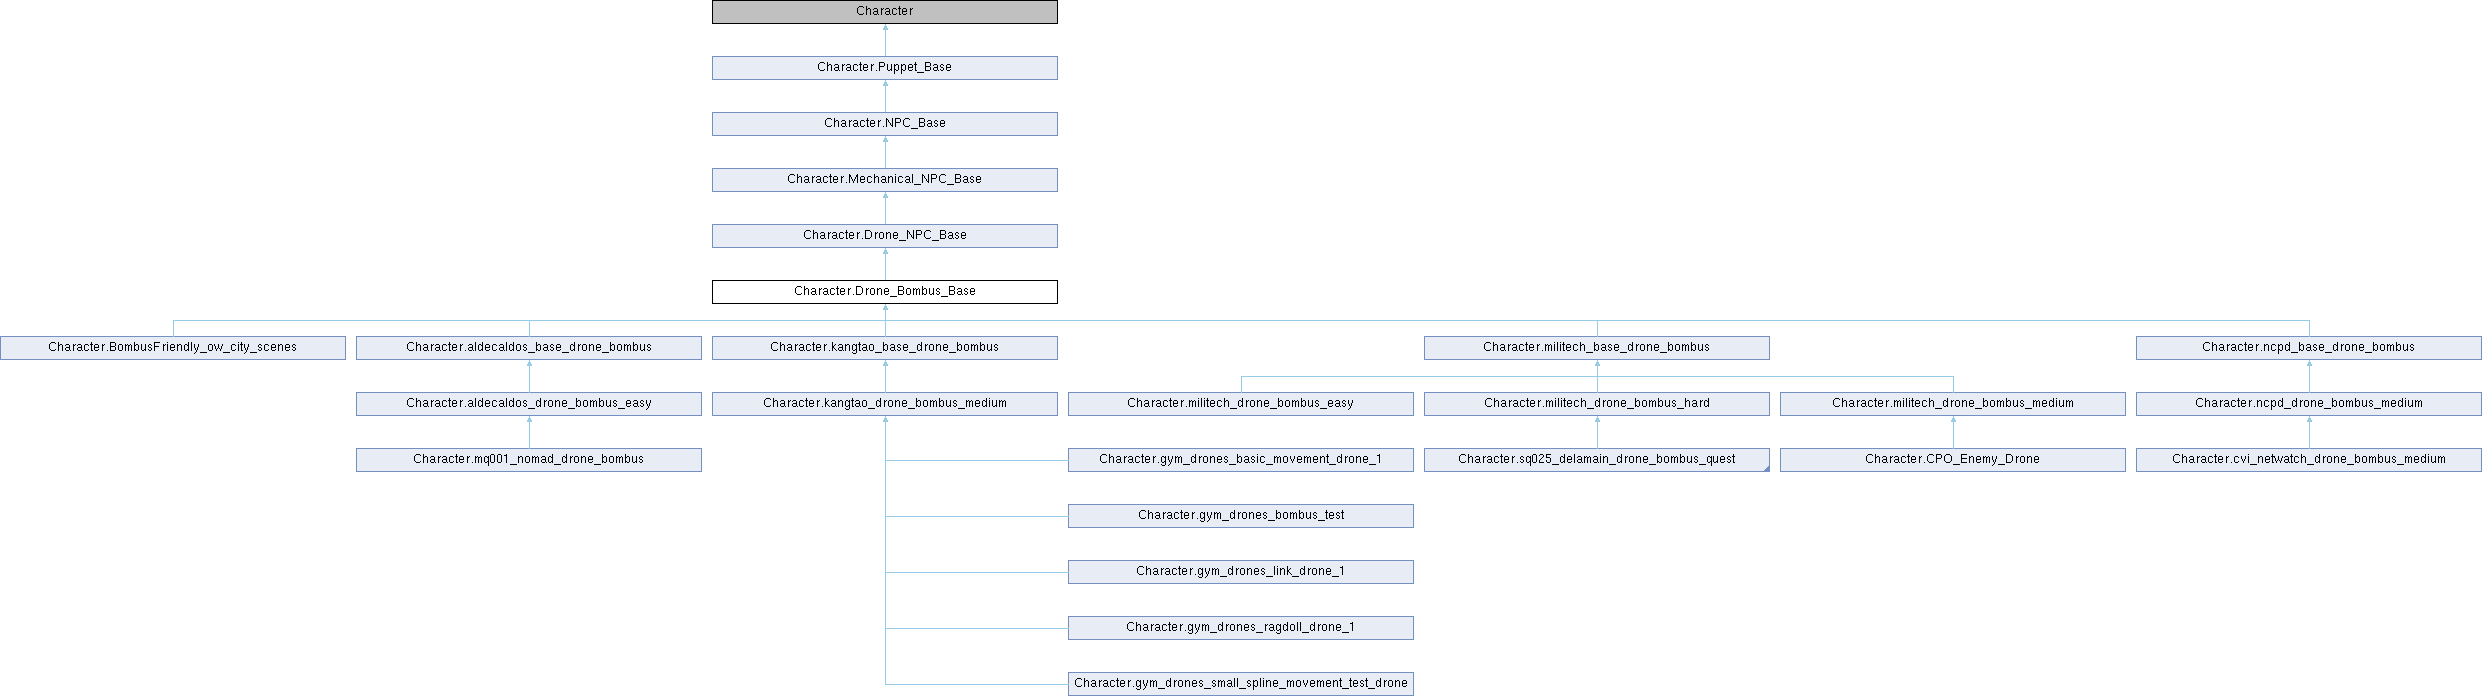 Character
Character.Puppet_Base
Character.NPC_Base
Character.Mechanical_NPC_Base
Character.Drone_NPC_Base
Character.Drone_Bombus_Base
Character.BombusFriendly_ow_city_scenes
Character.aldecaldos_base_drone_bombus
Character.kangtao_base_drone_bombus
Character.militech_base_drone_bombus
Character.ncpd_base_drone_bombus
Character.aldecaldos_drone_bombus_easy
Character.kangtao_drone_bombus_medium
Character.militech_drone_bombus_easy
Character.militech_drone_bombus_hard
Character.militech_drone_bombus_medium
Character.ncpd_drone_bombus_medium
Character.mq001_nomad_drone_bombus
Character.gym_drones_basic_movement_drone_1
Character.sq025_delamain_drone_bombus_quest
Character.CPO_Enemy_Drone
Character.cvi_netwatch_drone_bombus_medium
Character.gym_drones_bombus_test
Character.gym_drones_link_drone_1
Character.gym_drones_ragdoll_drone_1
Character.gym_drones_small_spline_movement_test_drone